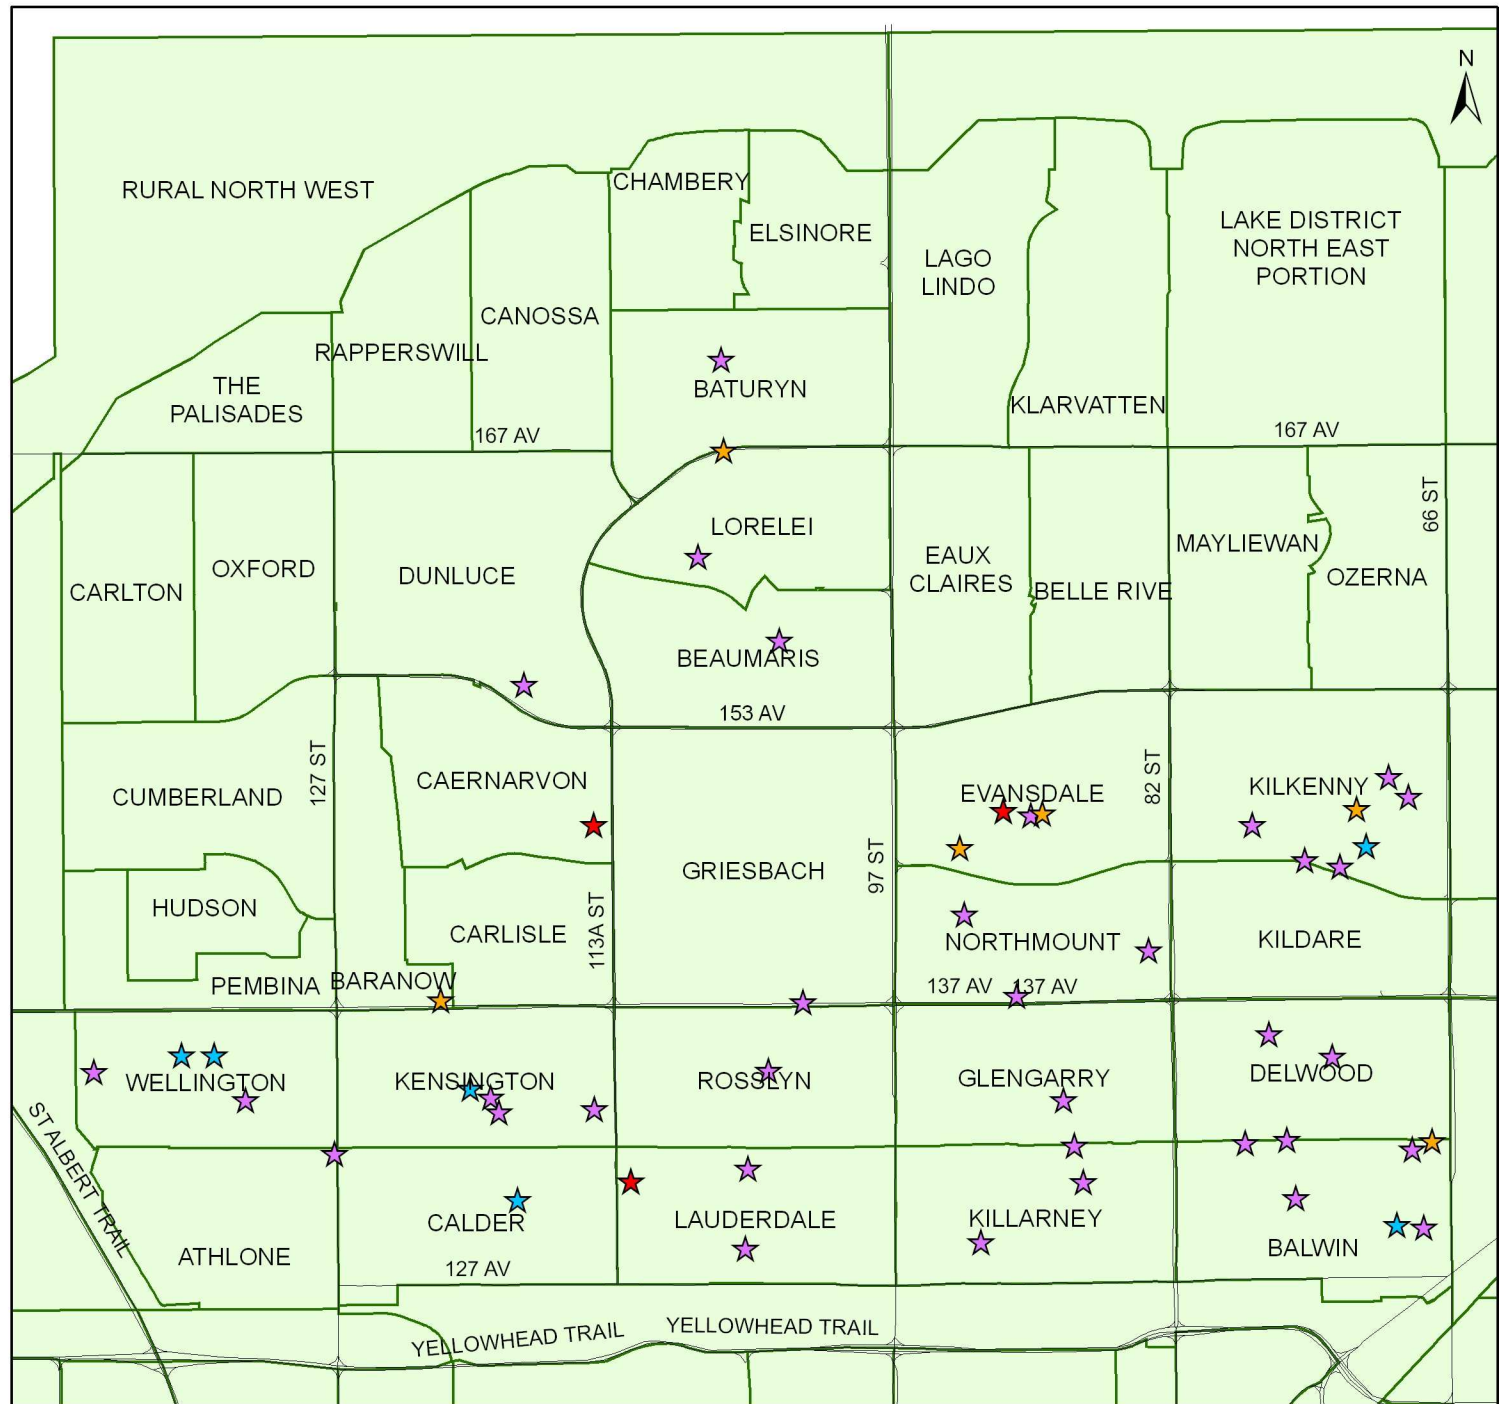 N
RURAL NORTH WEST
CHAMBERY
ELSINORE
LAKE DISTRICT
NORTH EAST
PORTION
LAGO
LINDO
CANOSSA
RAPPERSWILL
THE
PALISADES
BATURYN
KLARVATTEN
167 AV
167 AV
66 ST
LORELEI
MAYLIEWAN
EAUX
CLAIRES
OXFORD
DUNLUCE
OZERNA
CARLTON
BELLE RIVE
BEAUMARIS
153 AV
127 ST
CAERNARVON
82 ST
KILKENNY
EVANSDALE
CUMBERLAND
97 ST
GRIESBACH
HUDSON
113A ST
CARLISLE
NORTHMOUNT
KILDARE
PEMBINA
BARANOW
137 AV
137 AV
WELLINGTON
KENSINGTON
ROSSLYN
GLENGARRY
DELWOOD
ST ALBERT TRAIL
CALDER
LAUDERDALE
KILLARNEY
BALWIN
ATHLONE
127 AV
YELLOWHEAD TRAIL
YELLOWHEAD TRAIL